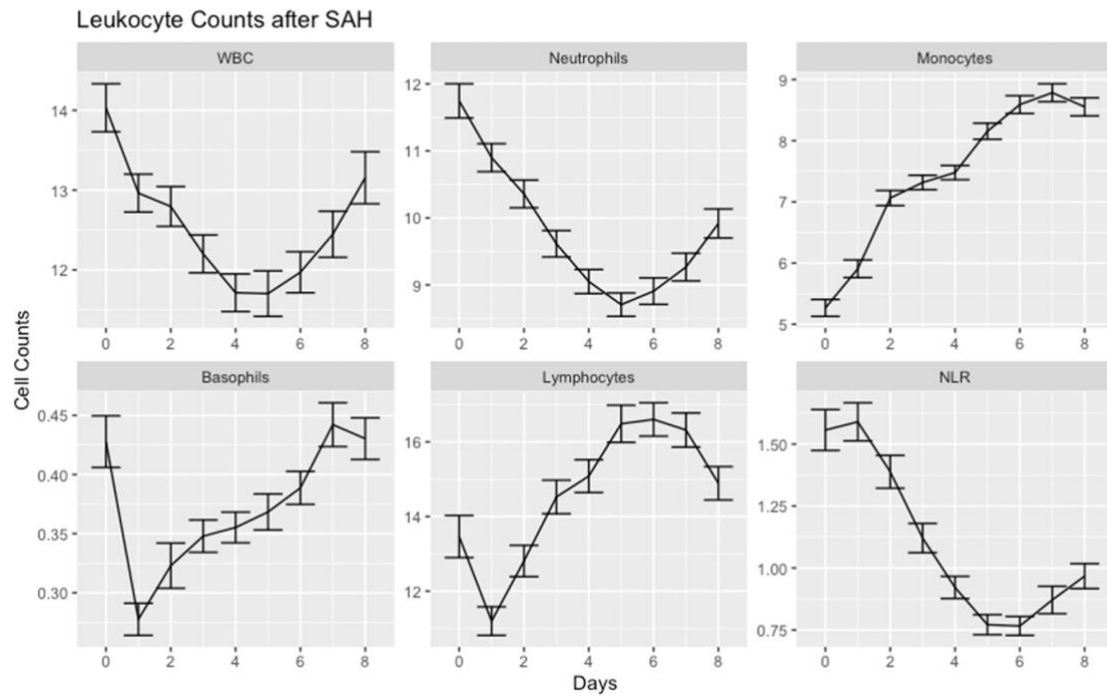 Leukocyte Counts after SAH
WBC
Neutrophils
Monocytes
14
13
12
0 2 4 6 8
12
11
10
9
0 2 4 6 8
9
8
7
6
5
0 2 4 6 8
Cell Counts
Basophils
Lymphocytes
NLR
0.45
0.40
0.35
0.30
0 2 4 6 8
16
14
12
0 2 4 6 8
1.50
1.25
1.00
0.75
0 2 4 6 8
Days